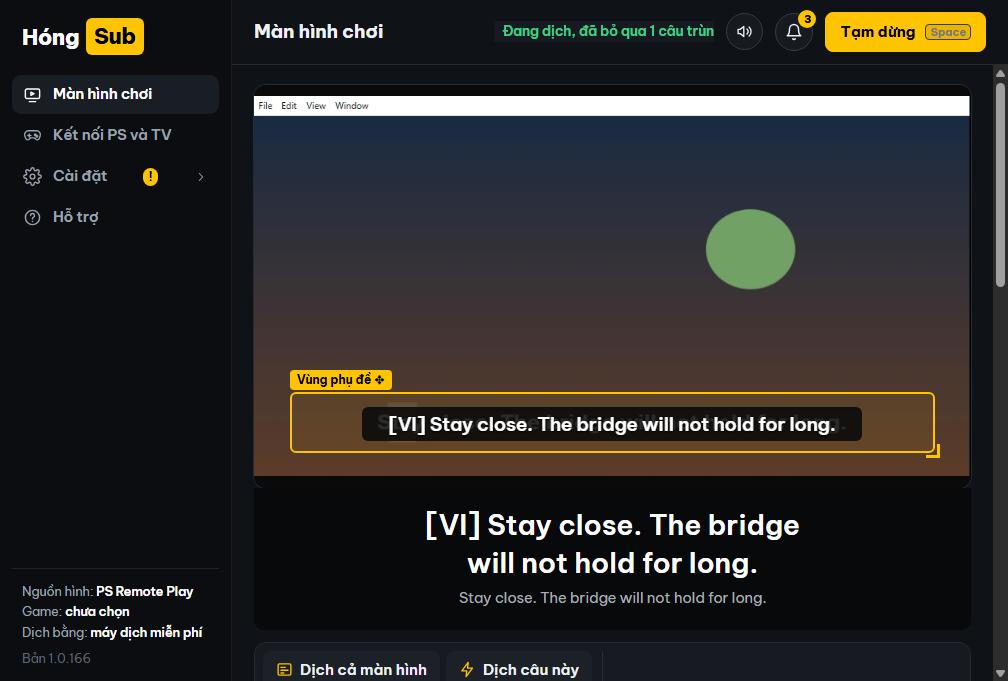 Hóng Sub
Màn hình chơi
Kết nối PS và TV
Cài đặt !
Hỗ trợ
Nguồn hình: PS Remote Play
Game: chưa chọn
Dịch bằng: máy dịch miễn phí
Bản 1.0.166
Màn hình chơi
Đang dịch, đã bỏ qua 1 câu trùn
3
Tạm dừng Space
File Edit View Window
Vùng phụ đề
[VI] Stay close. The bridge will not hold for long.
[VI] Stay close. The bridge
will not hold for long.
Stay close. The bridge will not hold for long.
Dịch cả màn hình
Dịch câu này